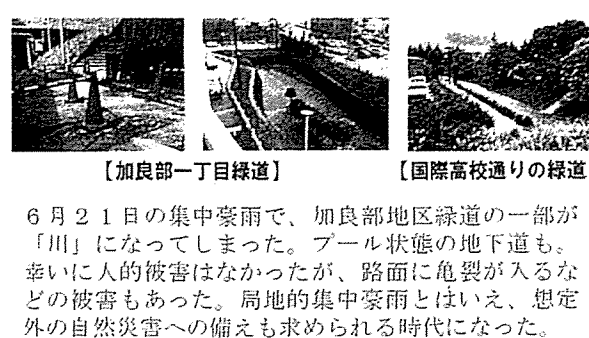 【加良部一丁目緑道】
【国際高校通りの緑道
6月21日の集中豪雨で、加良部地区緑道の一部が
「川」になってしまった。プール状態の地下道も。
幸いに人的被害はなかったが、路面に亀裂が入るな
どの被害もあった。局地的集中豪雨とはいえ、想定
外の自然災害への備えも求められる時代になった。